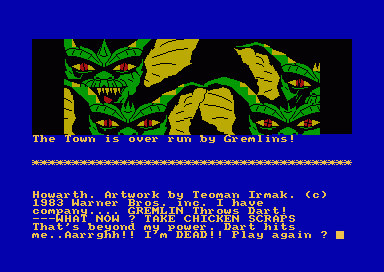 The Town is over run by Gremlins!
****************************************
Howarth. Artwork by Teoman Irmak. (c)
1983 Warner Bros. inc. I have
company.... GREMLIN Throws Dart!
---WHAT NOW ? TAKE CHICKEN SCRAPS
That's beyond my power. Dart hits
me..Aarrghh!! I'm DEAD!! Play again ?